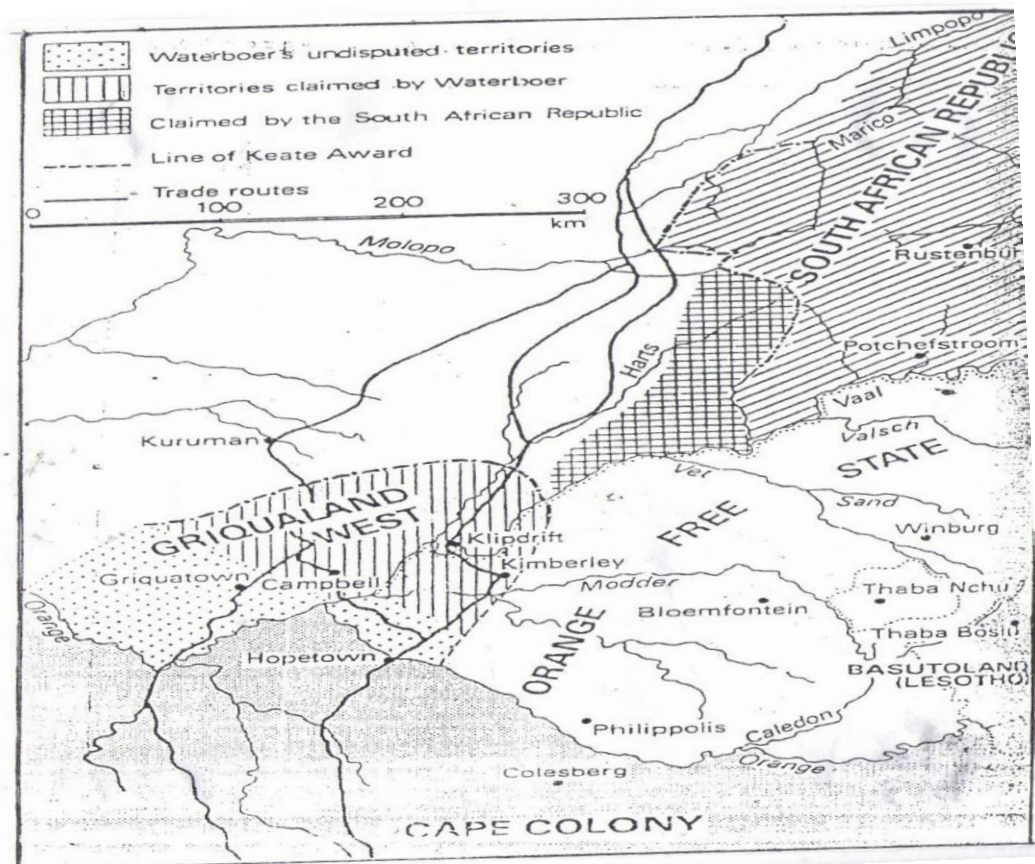 Waterboer's undisputed territories
Territories claimed by Waterboer
Claimed by the South African Republic
Line of Keate Award
Trade routes
0 100 200 300
km
Limpopo
Marico
SOUTH AFRICAN REPUBLIC
Molopo
Rustenbur
Harts
Potchefstroom
Vaal
Kuruman
Valsch
Vet
STATE
Sand
GRIQUALAND
WEST
FREE
Winburg
Klipdrift
Kimberley
Griquatown
Campbell
Modder
Thaba Nchu
Bloemfontein
Orange
Thaba Bosiu
Hopetown
ORANGE
BASUTOLAND
(LESOTHO)
Philippolis
Caledon
Orange
Colesberg
CAPE COLONY